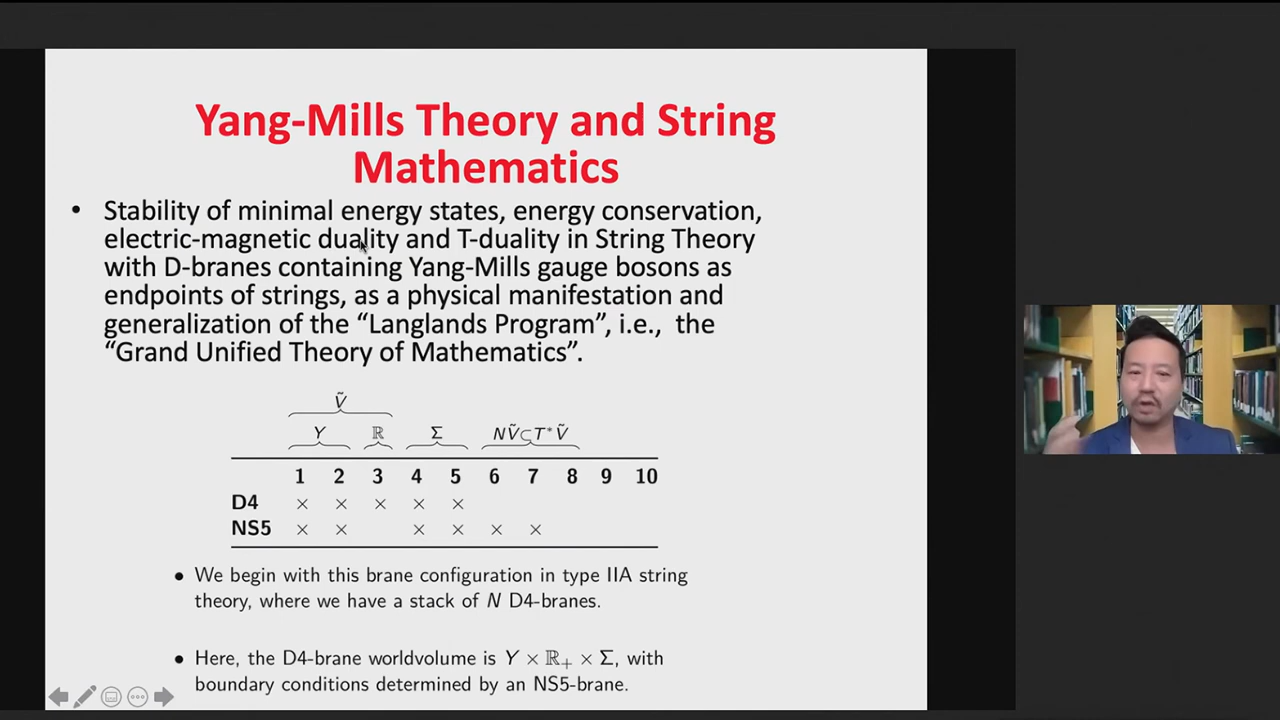 Yang-Mills Theory and String
Mathematics
• Stability of minimal energy states, energy conservation,
electric-magnetic duality and T-duality in String Theory
with D-branes containing Yang-Mills gauge bosons as
endpoints of strings, as a physical manifestation and
generalization of the “Langlands Program”, i.e., the
“Grand Unified Theory of Mathematics”.
Ṽ
Y ℝ Σ NṼ⊂T*Ṽ
1 2 3 4 5 6 7 8 9 10
D4 × × × × ×
NS5 × × × × × ×
• We begin with this brane configuration in type IIA string
theory, where we have a stack of N D4-branes.
• Here, the D4-brane worldvolume is Y × ℝ₊ × Σ, with
boundary conditions determined by an NS5-brane.